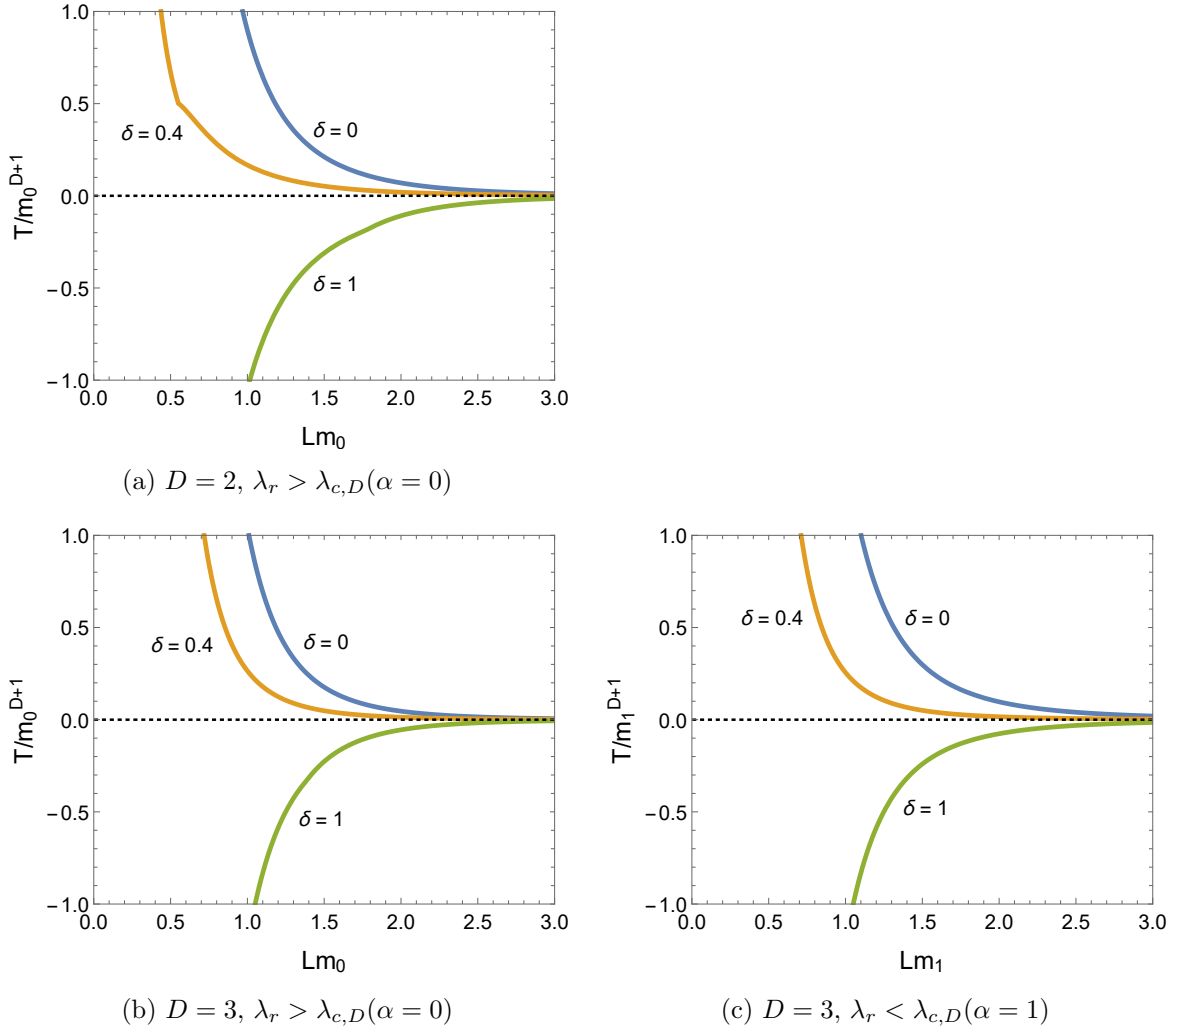 1.0
0.5
0.0
−0.5
−1.0
T/m₀ᴰ⁺¹
δ = 0.4
δ = 0
δ = 1
0.0 0.5 1.0 1.5 2.0 2.5 3.0
Lm₀
(a) D = 2, λᵣ > λ_{c,D}(α = 0)
1.0
0.5
0.0
−0.5
−1.0
T/m₀ᴰ⁺¹
δ = 0.4
δ = 0
δ = 1
0.0 0.5 1.0 1.5 2.0 2.5 3.0
Lm₀
(b) D = 3, λᵣ > λ_{c,D}(α = 0)
1.0
0.5
0.0
−0.5
−1.0
T/m₁ᴰ⁺¹
δ = 0.4
δ = 0
δ = 1
0.0 0.5 1.0 1.5 2.0 2.5 3.0
Lm₁
(c) D = 3, λᵣ < λ_{c,D}(α = 1)